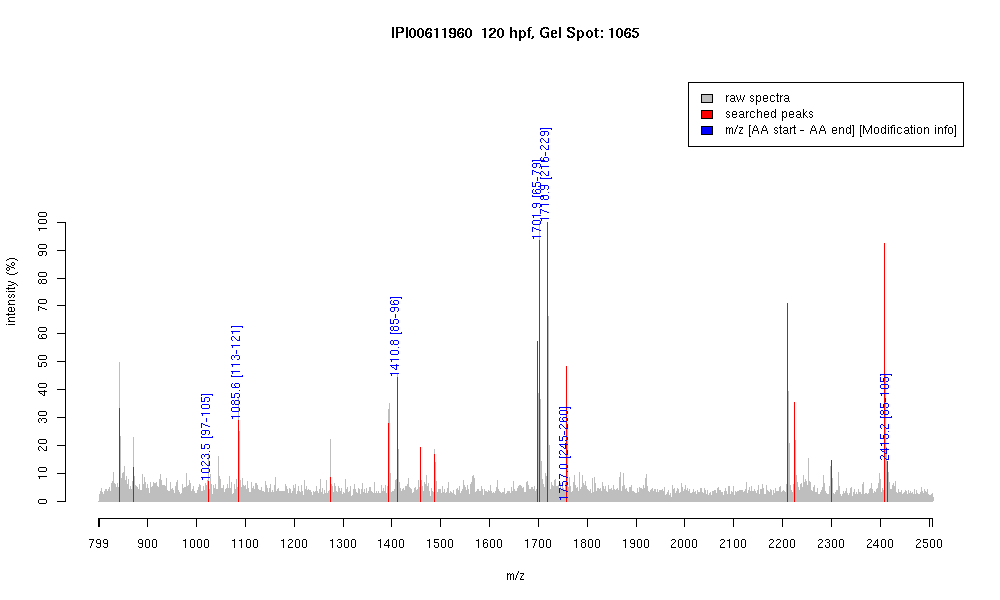 IPI00611960 120 hpf, Gel Spot: 1065
raw spectra
searched peaks
m/z [AA start - AA end] [Modification info]
intensity (%)
100
90
80
70
60
50
40
30
20
10
0
1023.5 [97-105]
1085.6 [113-121]
1410.8 [85-96]
1701.9 [65-79]
1718.9 [216-229]
1757.0 [245-260]
2415.2 [85-105]
799 900 1000 1100 1200 1300 1400 1500 1600 1700 1800 1900 2000 2100 2200 2300 2400 2500
m/z